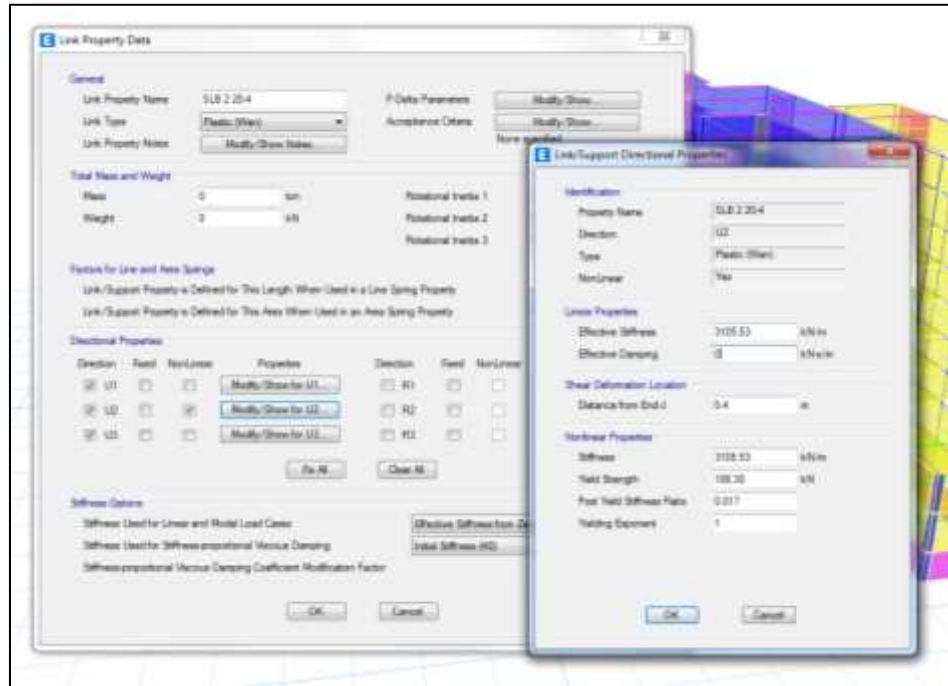 Link Property Data
General
Link Property Name SLB 2 20-4 P-Delta Parameters Modify/Show...
Link Type Plastic (Wen) Acceptance Criteria Modify/Show...
Link Property Notes Modify/Show Notes... None specified
Total Mass and Weight
Mass 0 ton Rotational Inertia 1
Weight 0 kN Rotational Inertia 2
Rotational Inertia 3
Factors for Line and Area Springs
Link/Support Property is Defined for This Length When Used in a Line Spring Property
Link/Support Property is Defined for This Area When Used in an Area Spring Property
Directional Properties
Direction Fixed NonLinear Properties Direction Fixed NonLinear
U1 Modify/Show for U1... R1
U2 Modify/Show for U2... R2
U3 Modify/Show for U3... R3
Fix All Clear All
Stiffness Options
Stiffness Used for Linear and Modal Load Cases Effective Stiffness from Zero
Stiffness Used for Stiffness-proportional Viscous Damping Initial Stiffness (K0)
Stiffness-proportional Viscous Damping Coefficient Modification Factor
OK Cancel
Link/Support Directional Properties
Identification
Property Name SLB 2 20-4
Direction U2
Type Plastic (Wen)
NonLinear Yes
Linear Properties
Effective Stiffness 3105.53 kN/m
Effective Damping 0 kN-s/m
Shear Deformation Location
Distance from End-J 0.4 m
Nonlinear Properties
Stiffness 3105.53 kN/m
Yield Strength kN
Post Yield Stiffness Ratio 0.017
Yielding Exponent 1
OK Cancel